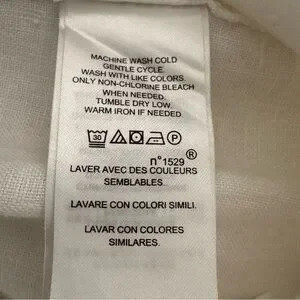 MACHINE WASH COLD
GENTLE CYCLE.
WASH WITH LIKE COLORS.
ONLY NON-CHLORINE BLEACH
WHEN NEEDED.
TUMBLE DRY LOW.
WARM IRON IF NEEDED.
30 P
n°1529 ®
LAVER AVEC DES COULEURS
SEMBLABLES.
LAVARE CON COLORI SIMILI.
LAVAR CON COLORES
SIMILARES.